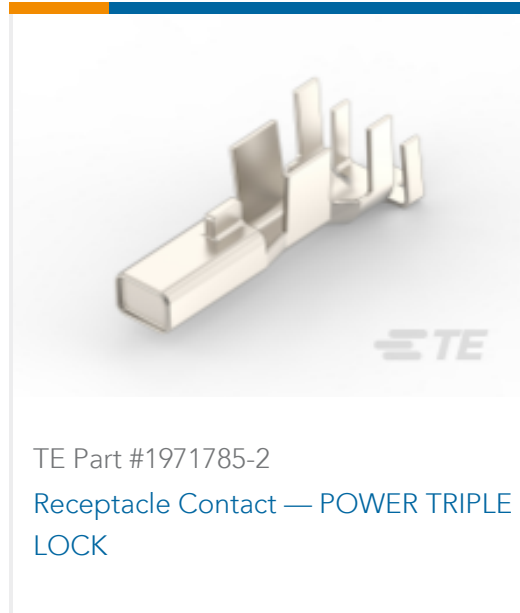 TE
TE Part #1971785-2
Receptacle Contact — POWER TRIPLE
LOCK